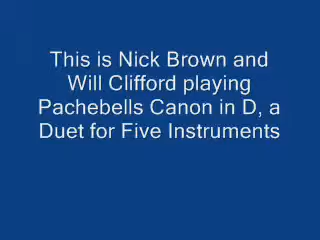 This is Nick Brown and
Will Clifford playing
Pachebells Canon in D, a
Duet for Five Instruments